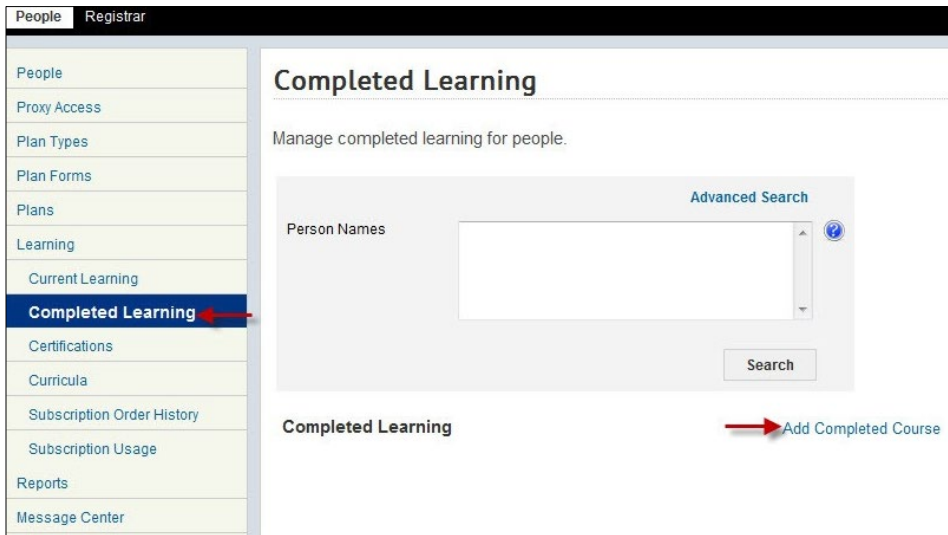 People Registrar
People
Proxy Access
Plan Types
Plan Forms
Plans
Learning
Current Learning
Completed Learning
Certifications
Curricula
Subscription Order History
Subscription Usage
Reports
Message Center
Completed Learning
Manage completed learning for people.
Advanced Search
Person Names
?
Search
Completed Learning Add Completed Course